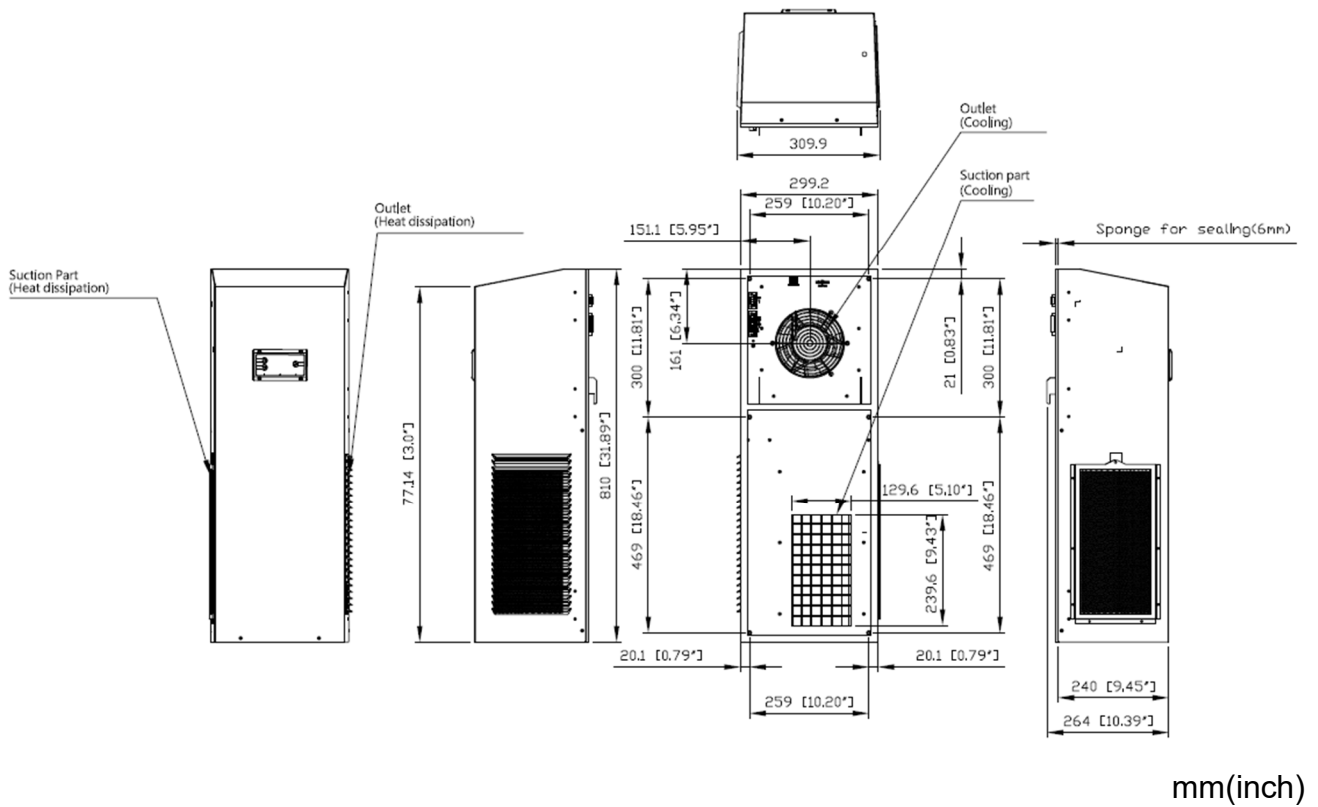 309.9
Outlet
(Cooling)
Suction part
(Cooling)
299.2
259 [10.20"]
151.1 [5.95"]
Outlet
(Heat dissipation)
Suction Part
(Heat dissipation)
Sponge for sealing(6mm)
77.14 [3.0"]
810 [31.89"]
300 [11.81"]
161 [6.34"]
21 [0.83"]
300 [11.81"]
469 [18.46"]
129.6 [5.10"]
239.6 [9.43"]
469 [18.46"]
20.1 [0.79"]
20.1 [0.79"]
259 [10.20"]
240 [9.45"]
264 [10.39"]
mm(inch)